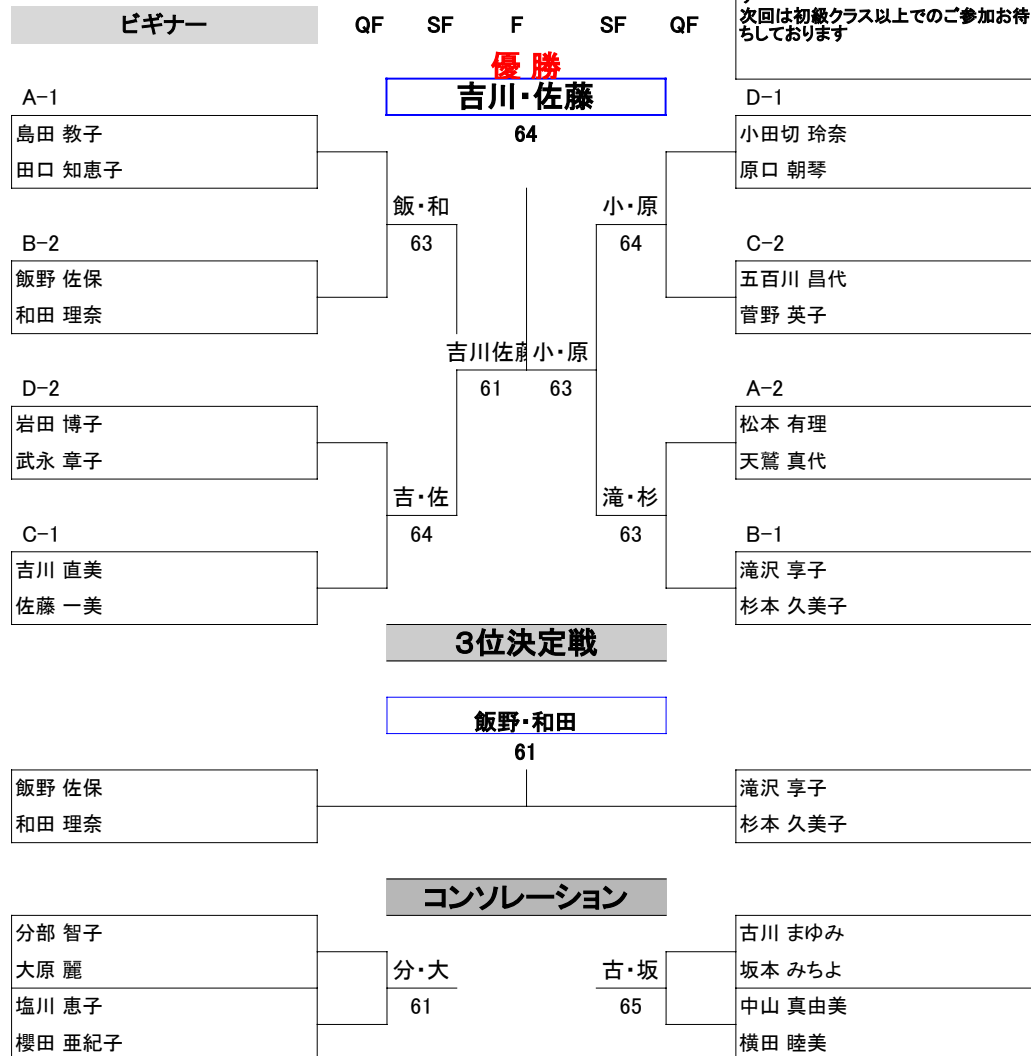 ビギナー QF SF F SF QF
次回は初級クラス以上でのご参加お待
ちしております
優 勝
吉川・佐藤
64
A-1
島田 教子
田口 知恵子
D-1
小田切 玲奈
原口 朝琴
飯・和
63
小・原
64
B-2
飯野 佐保
和田 理奈
C-2
五百川 昌代
菅野 英子
吉川佐 小・原
61 63
D-2
岩田 博子
武永 章子
A-2
松本 有理
天鷲 真代
吉・佐
64
滝・杉
63
C-1
吉川 直美
佐藤 一美
B-1
滝沢 享子
杉本 久美子
3位決定戦
飯野・和田
61
飯野 佐保
和田 理奈
滝沢 享子
杉本 久美子
コンソレーション
分部 智子
大原 麗
塩川 恵子
櫻田 亜紀子
分・大
61
古・坂
65
古川 まゆみ
坂本 みちよ
中山 真由美
横田 睦美